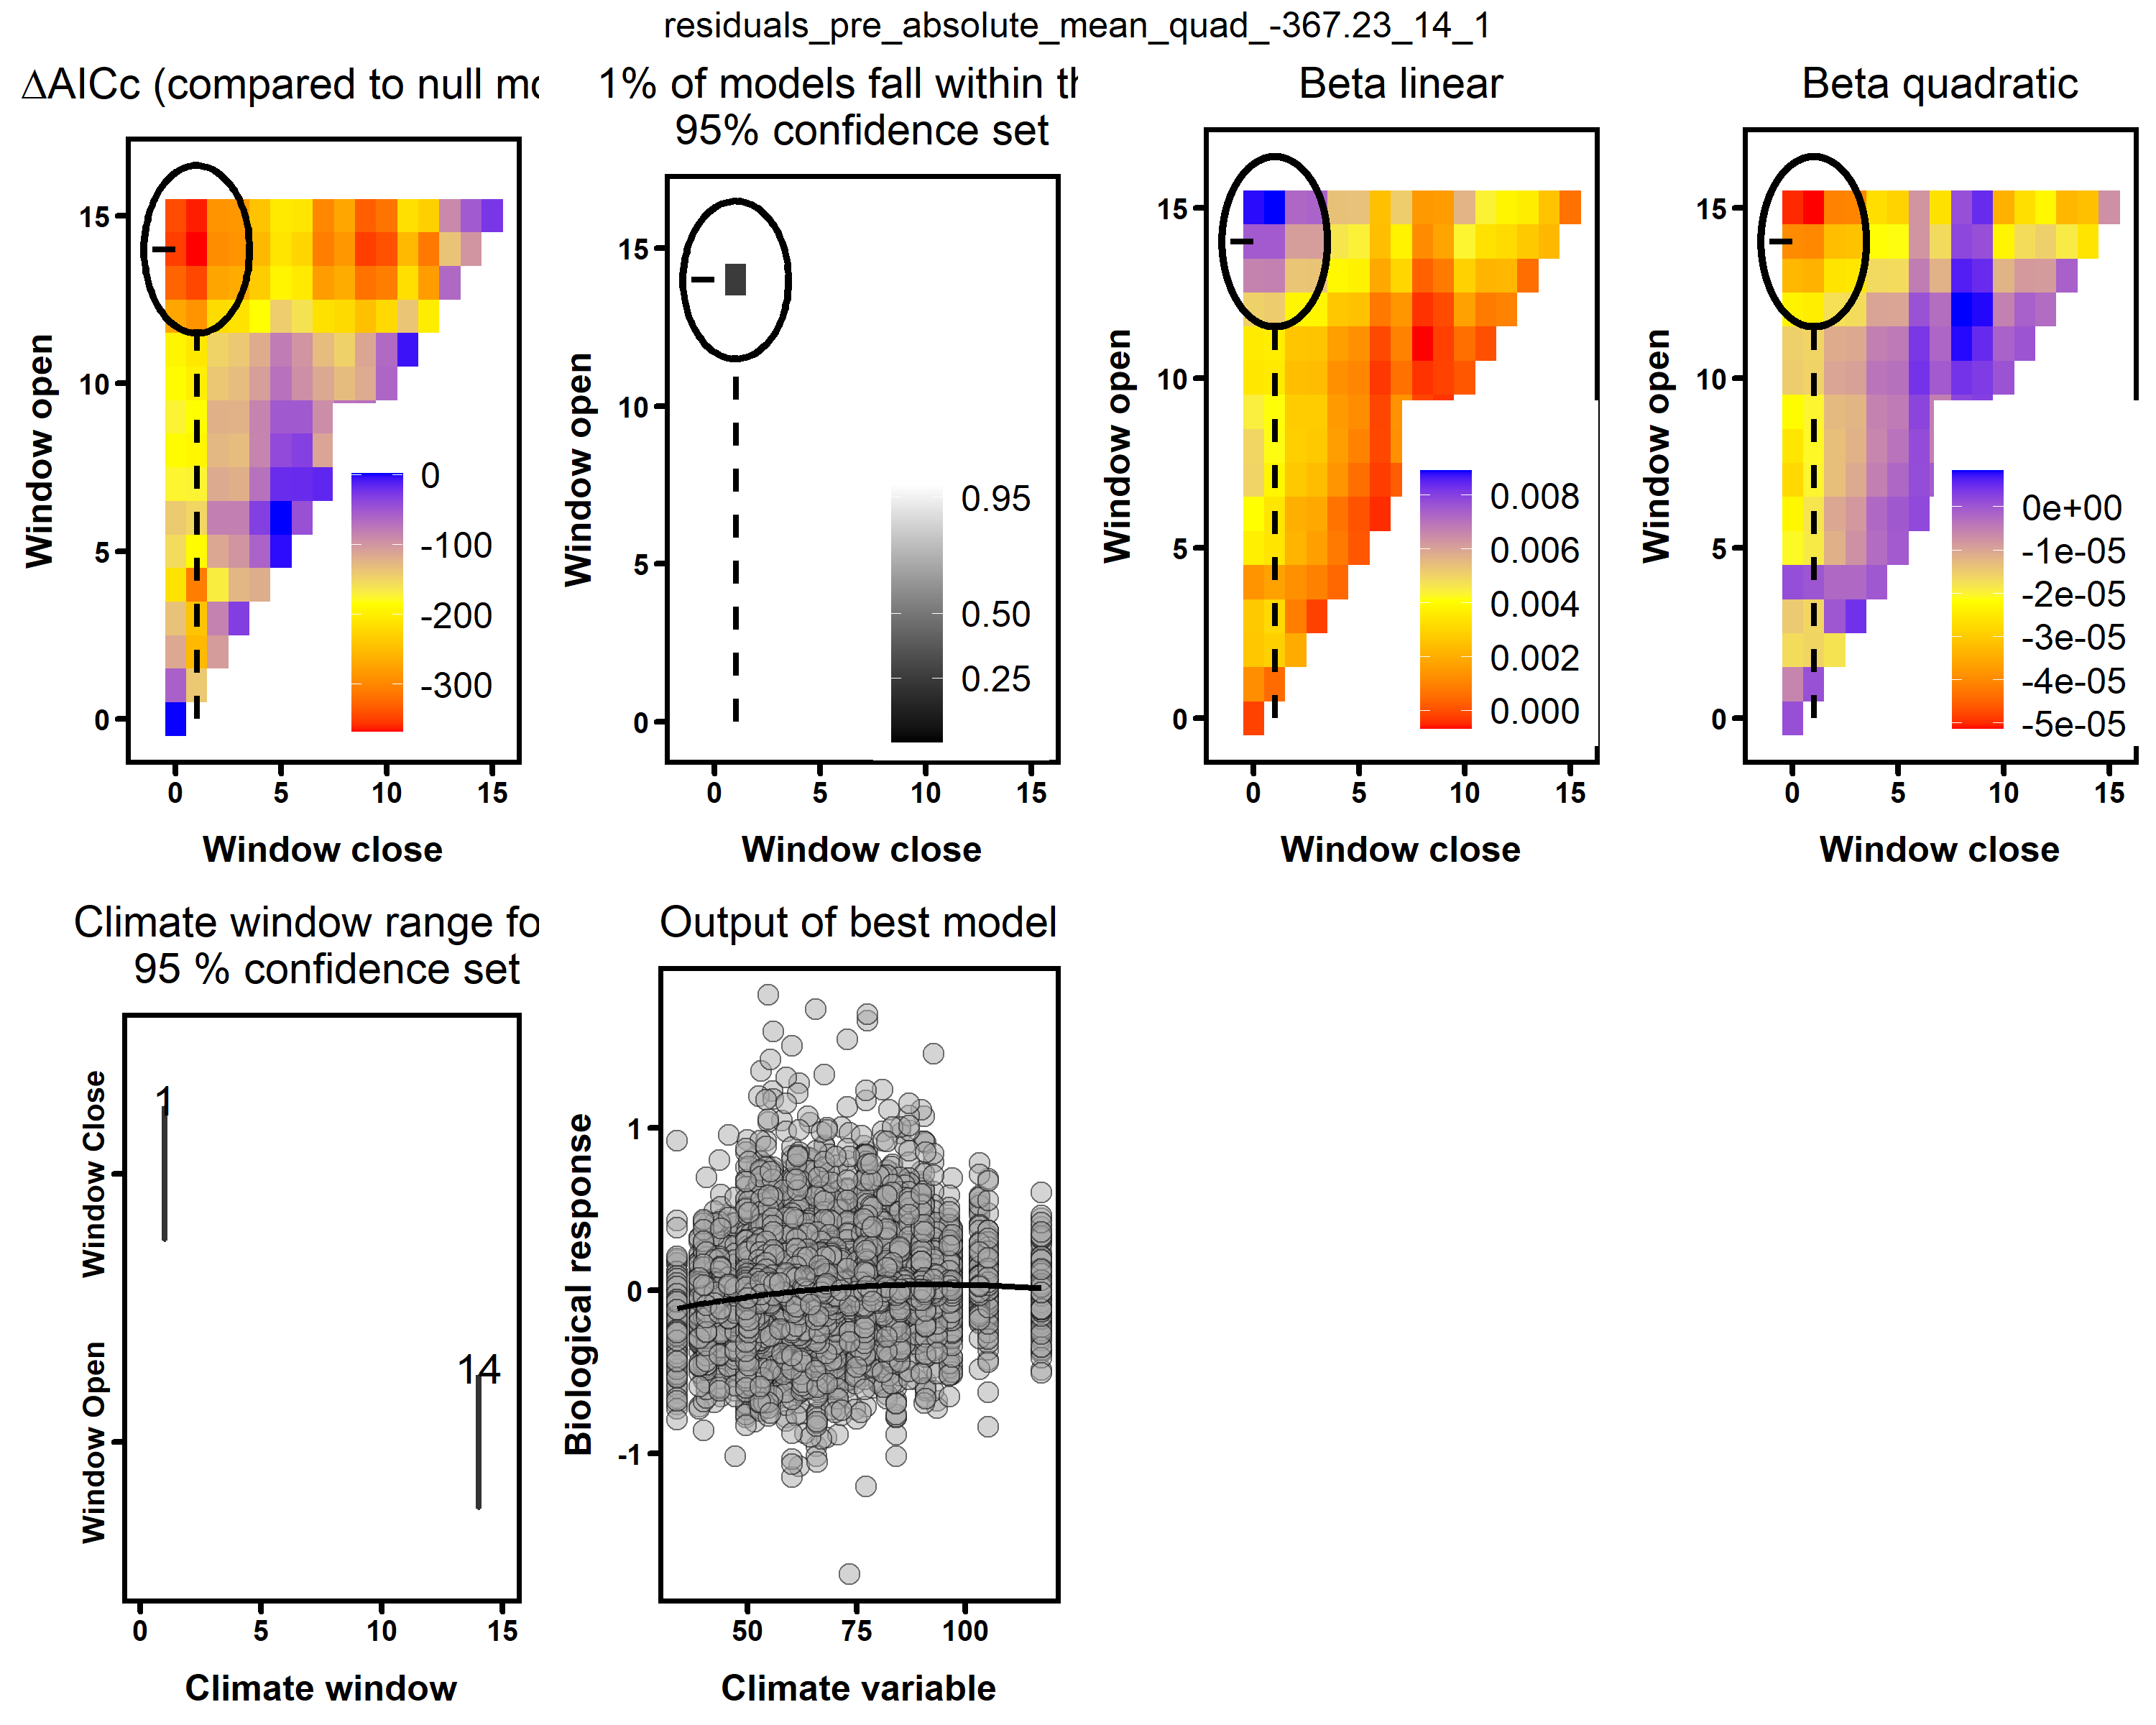 residuals_pre_absolute_mean_quad_-367.23_14_1
ΔAICc (compared to null mo
15
10
5
0
0
-100
-200
-300
0 5 10 15
Window open
Window close
1% of models fall within th
95% confidence set
15
10
5
0
0.95
0.50
0.25
0 5 10 15
Window open
Window close
Beta linear
15
10
5
0
0.008
0.006
0.004
0.002
0.000
0 5 10 15
Window open
Window close
Beta quadratic
15
10
5
0
0e+00
-1e-05
-2e-05
-3e-05
-4e-05
-5e-05
0 5 10 15
Window open
Window close
Climate window range fo
95 % confidence set
Window Close
1
Window Open
14
0 5 10 15
Climate window
Output of best model
1
0
-1
Biological response
50 75 100
Climate variable